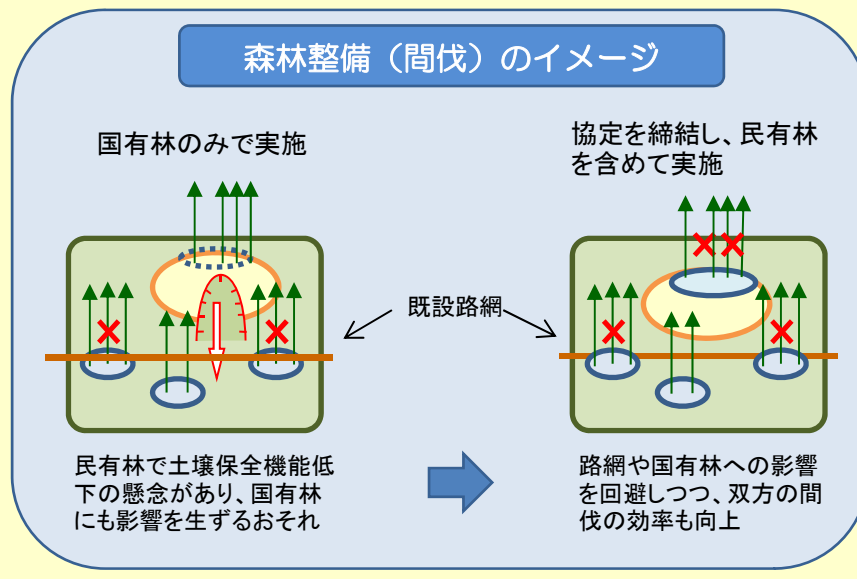 森林整備（間伐）のイメージ
国有林のみで実施
協定を締結し、民有林
を含めて実施
既設路網
民有林で土壌保全機能低
下の懸念があり、国有林
にも影響を生ずるおそれ
路網や国有林への影響
を回避しつつ、双方の間
伐の効率も向上